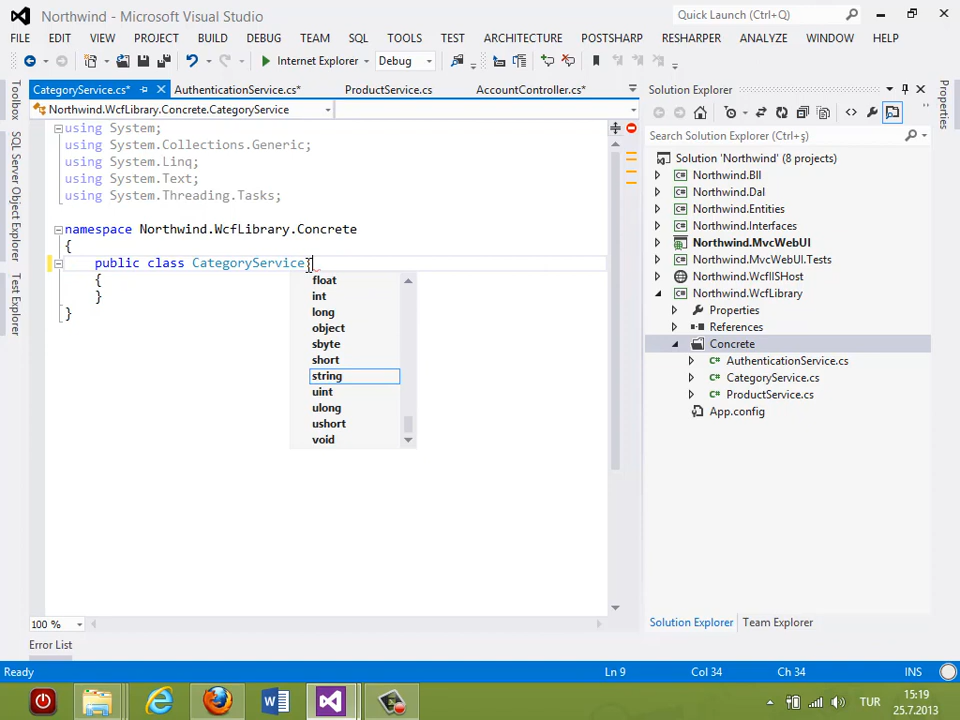 Northwind - Microsoft Visual Studio
Quick Launch (Ctrl+Q)
FILE EDIT VIEW PROJECT BUILD DEBUG TEAM SQL TOOLS TEST ARCHITECTURE POSTSHARP RESHARPER ANALYZE WINDOW HELP
Internet Explorer Debug
CategoryService.cs* AuthenticationService.cs* ProductService.cs AccountController.cs*
Northwind.WcfLibrary.Concrete.CategoryService
Toolbox
SQL Server Object Explorer
Test Explorer
using System;
using System.Collections.Generic;
using System.Linq;
using System.Text;
using System.Threading.Tasks;
namespace Northwind.WcfLibrary.Concrete
{
public class CategoryService
{
}
}
float
int
long
object
sbyte
short
string
uint
ulong
ushort
void
100 %
Solution Explorer
Search Solution Explorer (Ctrl+ş)
Solution 'Northwind' (8 projects)
Northwind.Bll
Northwind.Dal
Northwind.Entities
Northwind.Interfaces
Northwind.MvcWebUI
Northwind.MvcWebUI.Tests
Northwind.WcfIISHost
Northwind.WcfLibrary
Properties
References
Concrete
AuthenticationService.cs
CategoryService.cs
ProductService.cs
App.config
Solution Explorer Team Explorer
Properties
Error List
Ready Ln 9 Col 34 Ch 34 INS
TUR
15:19
25.7.2013